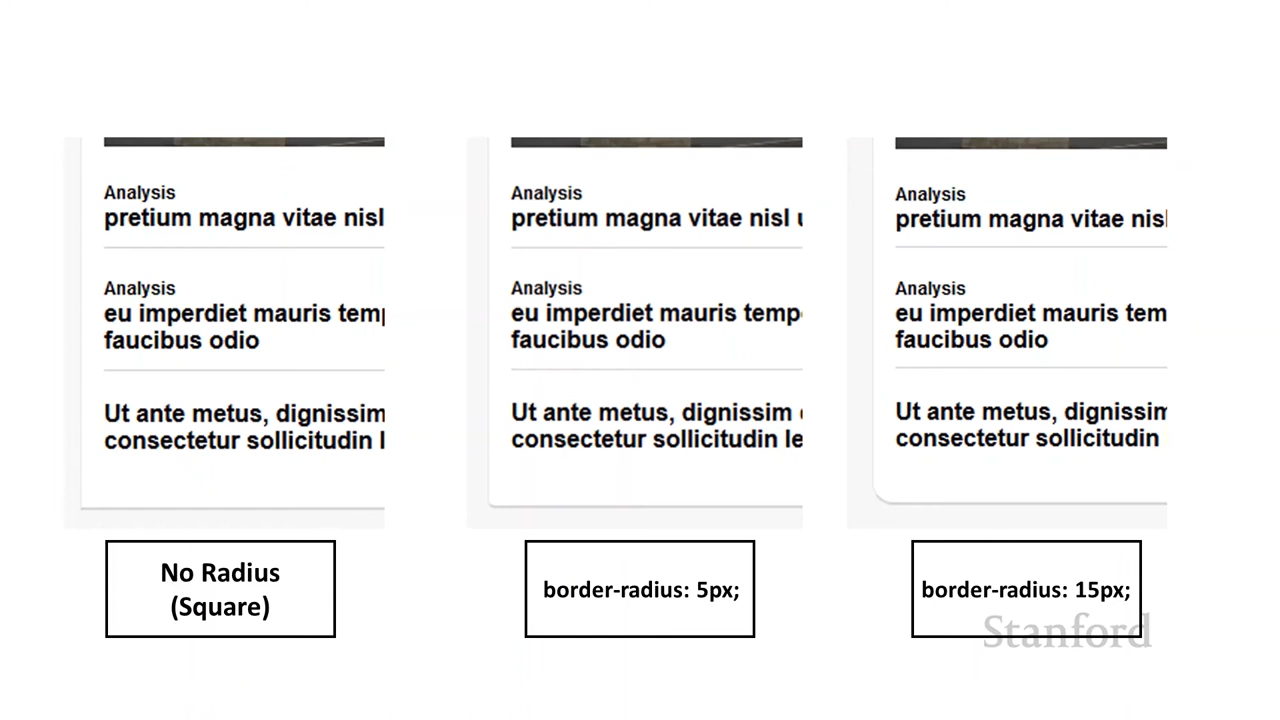 Analysis
pretium magna vitae nisl
Analysis
eu imperdiet mauris temp
faucibus odio
Ut ante metus, dignissim
consectetur sollicitudin l
No Radius
(Square)
Analysis
pretium magna vitae nisl u
Analysis
eu imperdiet mauris temp
faucibus odio
Ut ante metus, dignissim
consectetur sollicitudin le
border-radius: 5px;
Analysis
pretium magna vitae nisl
Analysis
eu imperdiet mauris tem
faucibus odio
Ut ante metus, dignissim
consectetur sollicitudin
border-radius: 15px;
Stanford